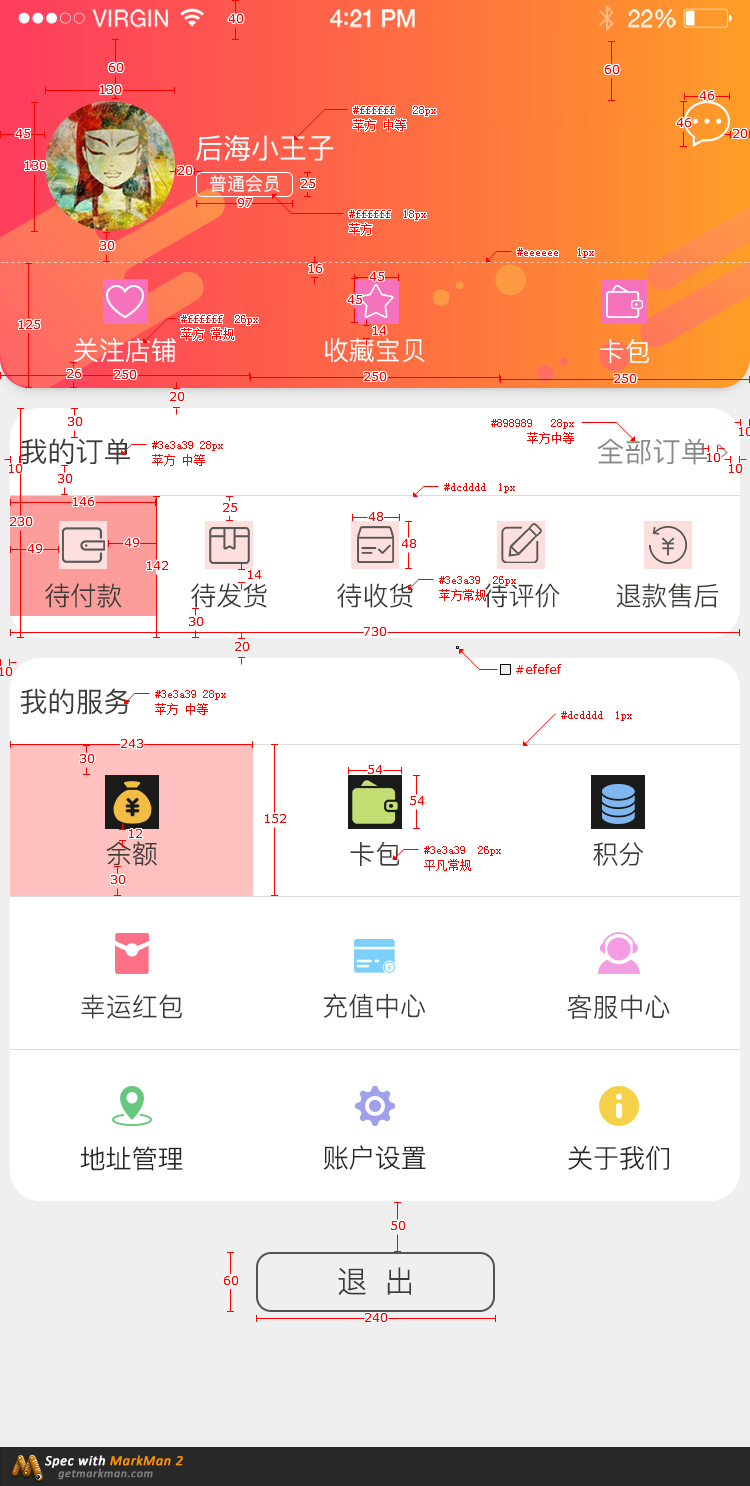 VIRGIN 4:21 PM 22%
40
60
60
130
46
#ffffff 28px
苹方 中等
45
130
46
20
后海小王子
20
普通会员
25
97
#ffffff 18px
苹方
30
#eeeeee 1px
16
45
45
125
14
#ffffff 26px
苹方 常规
关注店铺
收藏宝贝
卡包
26
250
250
250
20
30
#898989 28px
苹方中等
10
我的订单
#3e3a39 28px
苹方 中等
全部订单
10
10
10
30
#dcdddd 1px
146
25
48
230
49
49
48
142
14
#3e3a39 26px
苹方常规
待付款
待发货
待收货
待评价
退款售后
30
730
20
10
#efefef
我的服务
#3e3a39 28px
苹方 中等
#dcdddd 1px
243
30
54
54
152
12
余额
卡包
#3e3a39 26px
平凡常规
积分
30
幸运红包
充值中心
客服中心
地址管理
账户设置
关于我们
50
60
退 出
240
Spec with MarkMan 2
getmarkman.com